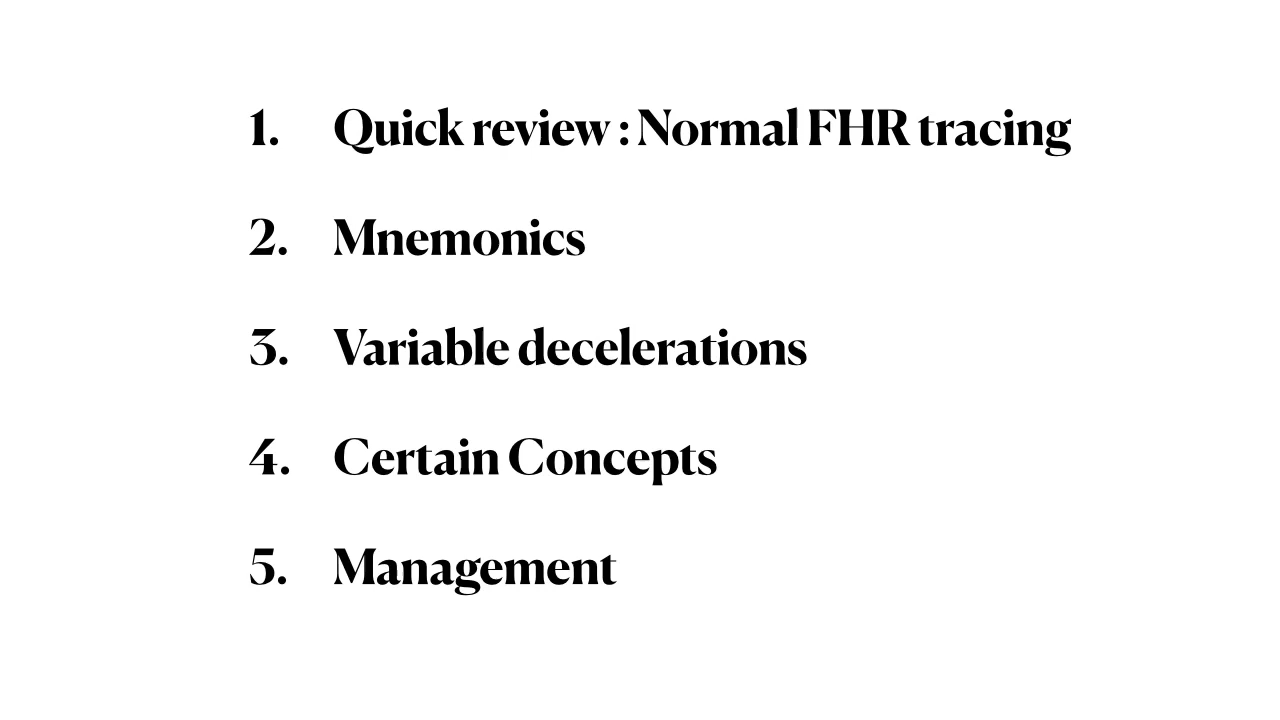 1. Quick review : Normal FHR tracing
2. Mnemonics
3. Variable decelerations
4. Certain Concepts
5. Management